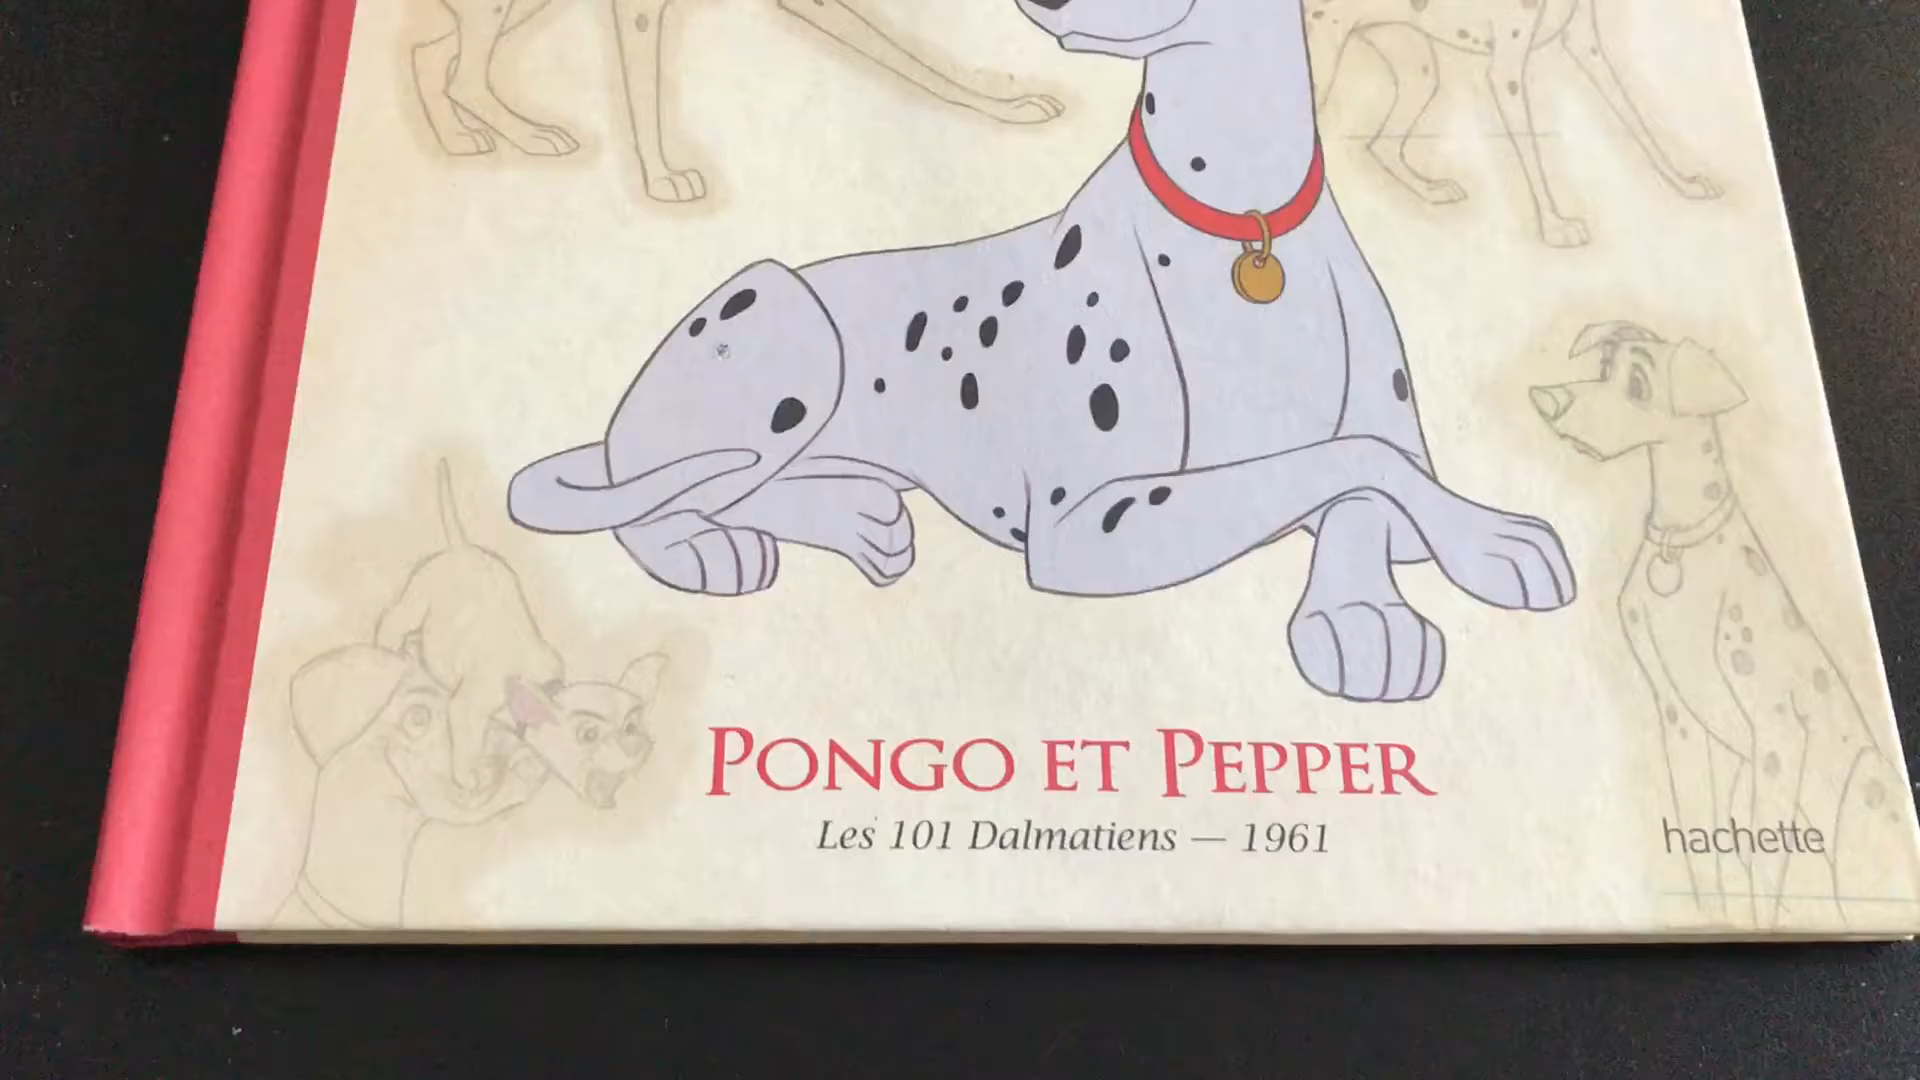 PONGO ET PEPPER
Les 101 Dalmatiens — 1961
hachette